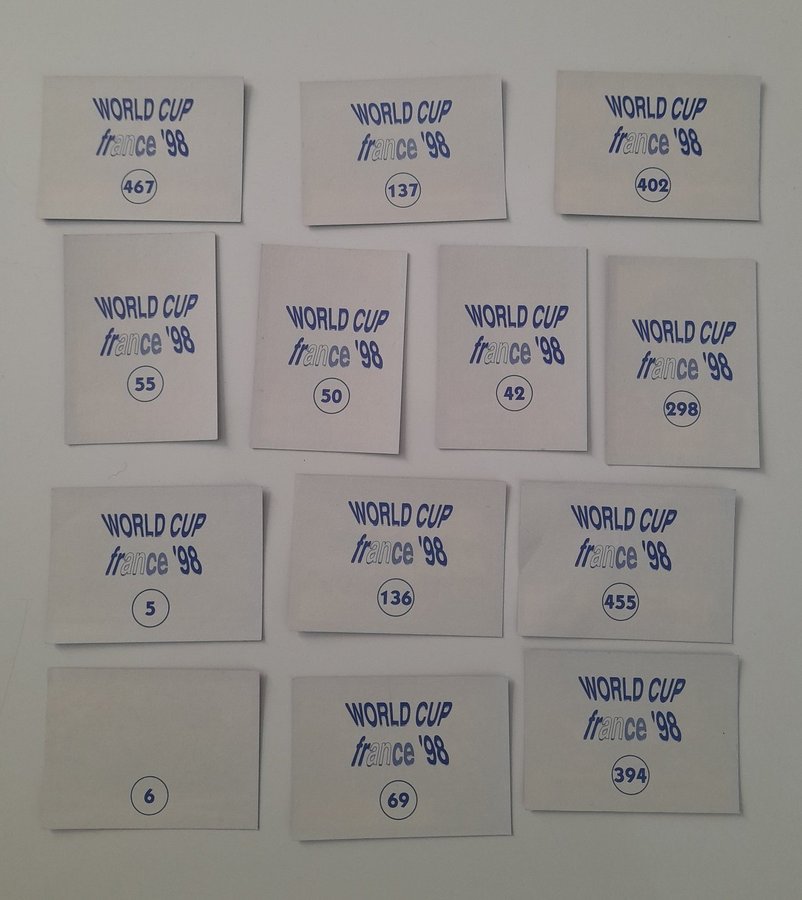 WORLD CUP
france '98
467
WORLD CUP
france '98
137
WORLD CUP
france '98
402
WORLD CUP
france '98
55
WORLD CUP
france '98
50
WORLD CUP
france '98
42
WORLD CUP
france '98
298
WORLD CUP
france '98
5
WORLD CUP
france '98
136
WORLD CUP
france '98
455
6
WORLD CUP
france '98
69
WORLD CUP
france '98
394